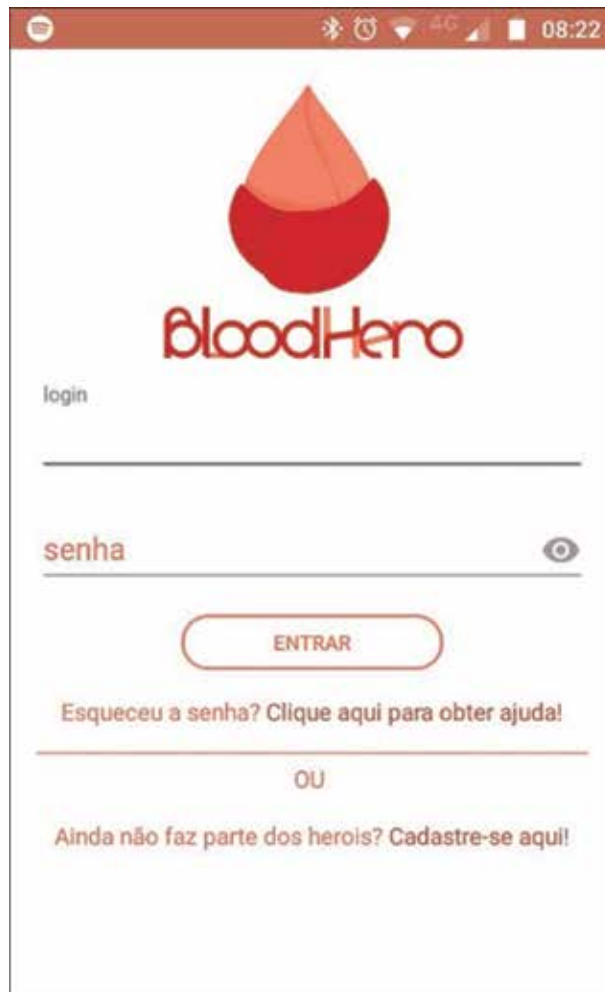 4G 08:22
BloodHero
login
senha
ENTRAR
Esqueceu a senha? Clique aqui para obter ajuda!
OU
Ainda não faz parte dos herois? Cadastre-se aqui!